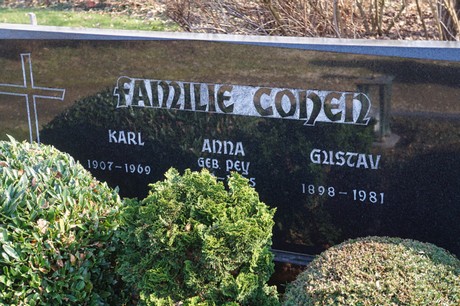 FAMILIE COHEN
KARL
1907-1969
ANNA
GEB. PEY
GUSTAV
1898-1981